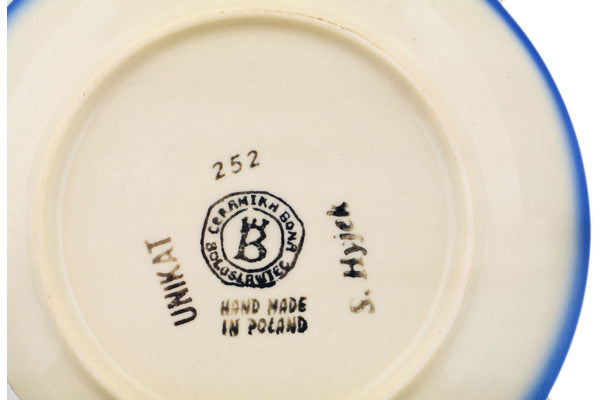 252
CERAMIKA BONA
BOLESŁAWIEC
B
HAND MADE
IN POLAND
UNIKAT
S. Hyjek